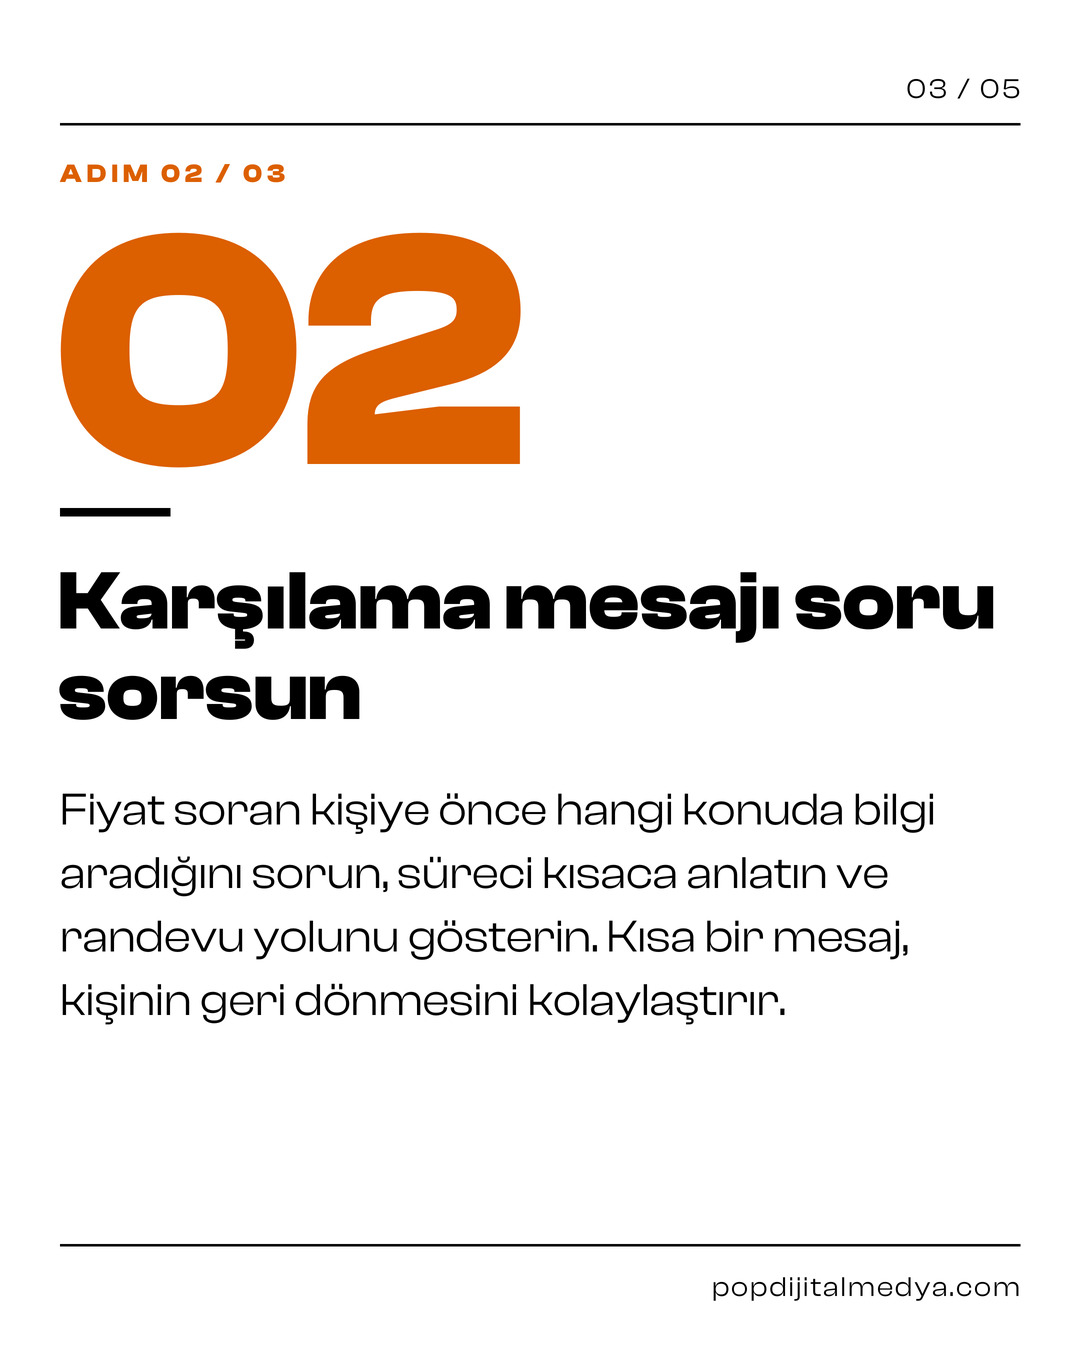 03 / 05
ADIM 02 / 03
02
Karşılama mesajı soru
sorsun
Fiyat soran kişiye önce hangi konuda bilgi
aradığını sorun, süreci kısaca anlatın ve
randevu yolunu gösterin. Kısa bir mesaj,
kişinin geri dönmesini kolaylaştırır.
popdijitalmedya.com